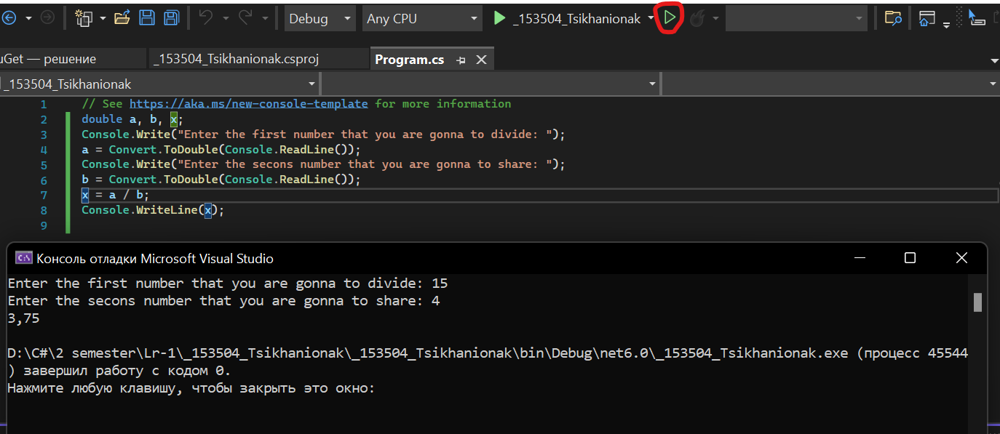 Debug Any CPU _153504_Tsikhanionak
uGet — решение _153504_Tsikhanionak.csproj Program.cs
_153504_Tsikhanionak
1 // See https://aka.ms/new-console-template for more information
2 double a, b, x;
3 Console.Write("Enter the first number that you are gonna to divide: ");
4 a = Convert.ToDouble(Console.ReadLine());
5 Console.Write("Enter the secons number that you are gonna to share: ");
6 b = Convert.ToDouble(Console.ReadLine());
7 x = a / b;
8 Console.WriteLine(x);
9
C:\ Консоль отладки Microsoft Visual Studio
Enter the first number that you are gonna to divide: 15
Enter the secons number that you are gonna to share: 4
3,75
D:\C#\2 semester\Lr-1\_153504_Tsikhanionak\_153504_Tsikhanionak\bin\Debug\net6.0\_153504_Tsikhanionak.exe (процесс 45544
) завершил работу с кодом 0.
Нажмите любую клавишу, чтобы закрыть это окно: